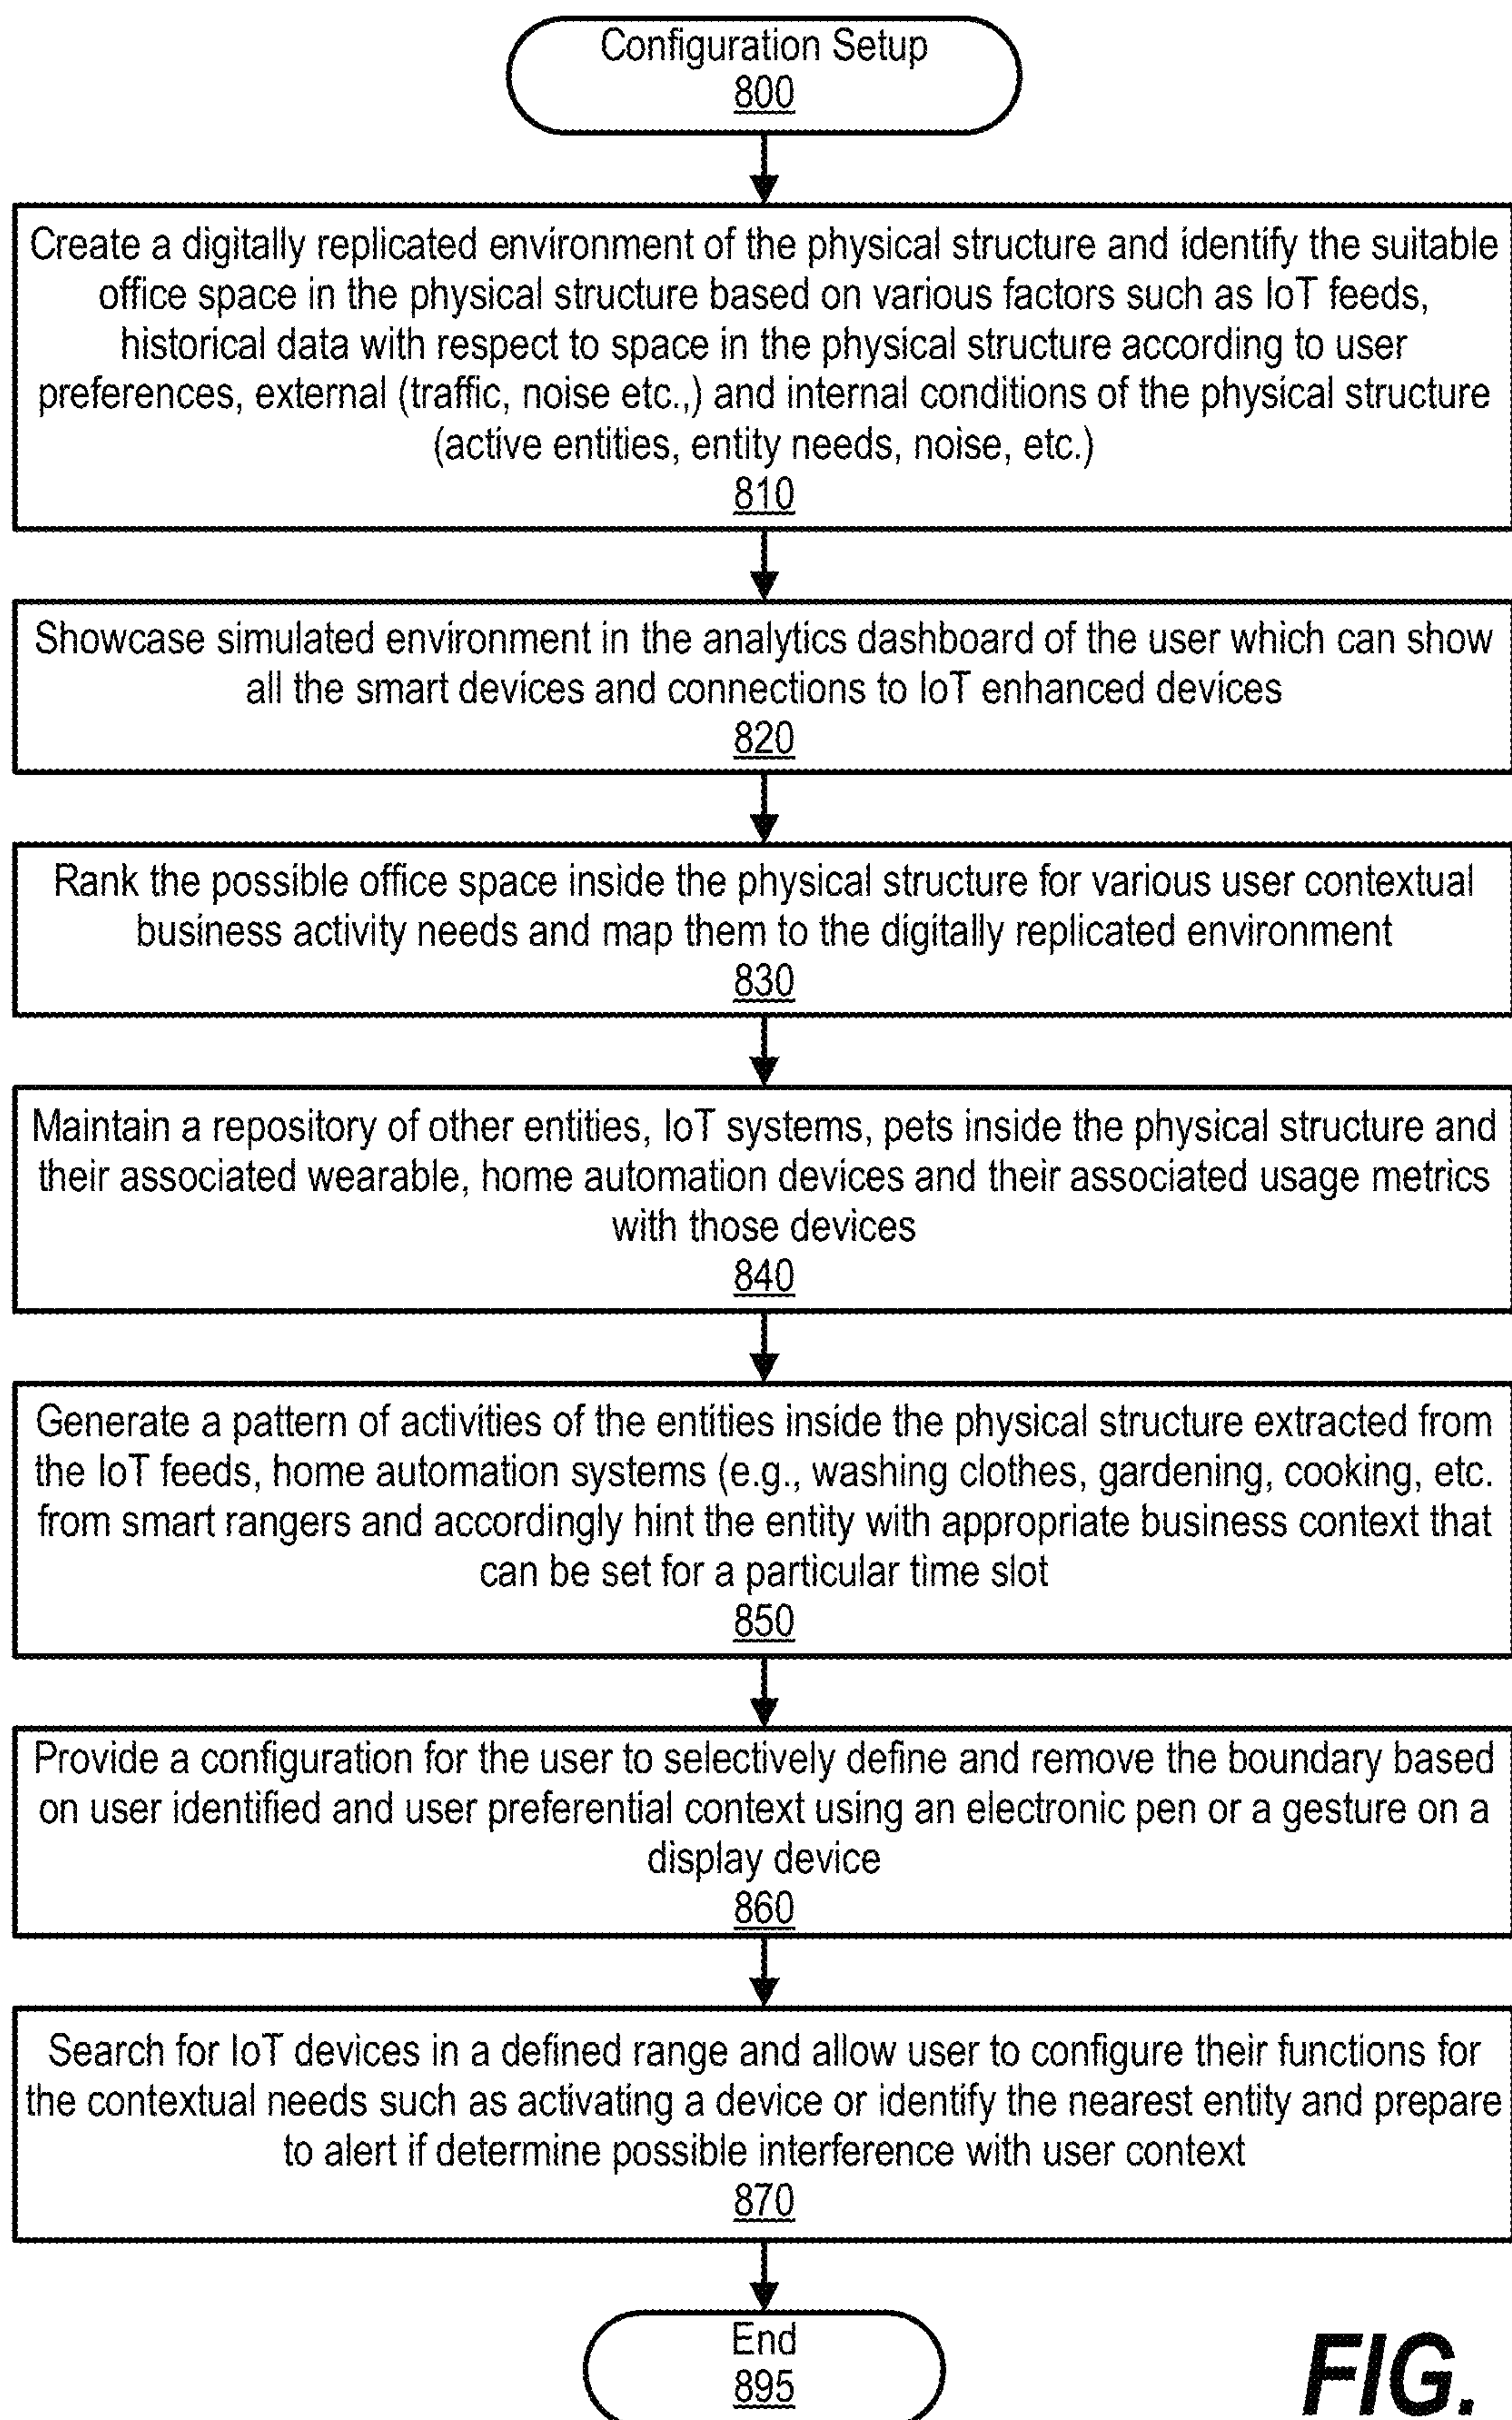 Configuration Setup
800
Create a digitally replicated environment of the physical structure and identify the suitable
office space in the physical structure based on various factors such as IoT feeds,
historical data with respect to space in the physical structure according to user
preferences, external (traffic, noise etc.,) and internal conditions of the physical structure
(active entities, entity needs, noise, etc.)
810
Showcase simulated environment in the analytics dashboard of the user which can show
all the smart devices and connections to IoT enhanced devices
820
Rank the possible office space inside the physical structure for various user contextual
business activity needs and map them to the digitally replicated environment
830
Maintain a repository of other entities, IoT systems, pets inside the physical structure and
their associated wearable, home automation devices and their associated usage metrics
with those devices
840
Generate a pattern of activities of the entities inside the physical structure extracted from
the IoT feeds, home automation systems (e.g., washing clothes, gardening, cooking, etc.
from smart rangers and accordingly hint the entity with appropriate business context that
can be set for a particular time slot
850
Provide a configuration for the user to selectively define and remove the boundary based
on user identified and user preferential context using an electronic pen or a gesture on a
display device
860
Search for IoT devices in a defined range and allow user to configure their functions for
the contextual needs such as activating a device or identify the nearest entity and prepare
to alert if determine possible interference with user context
870
End
895
FIG.